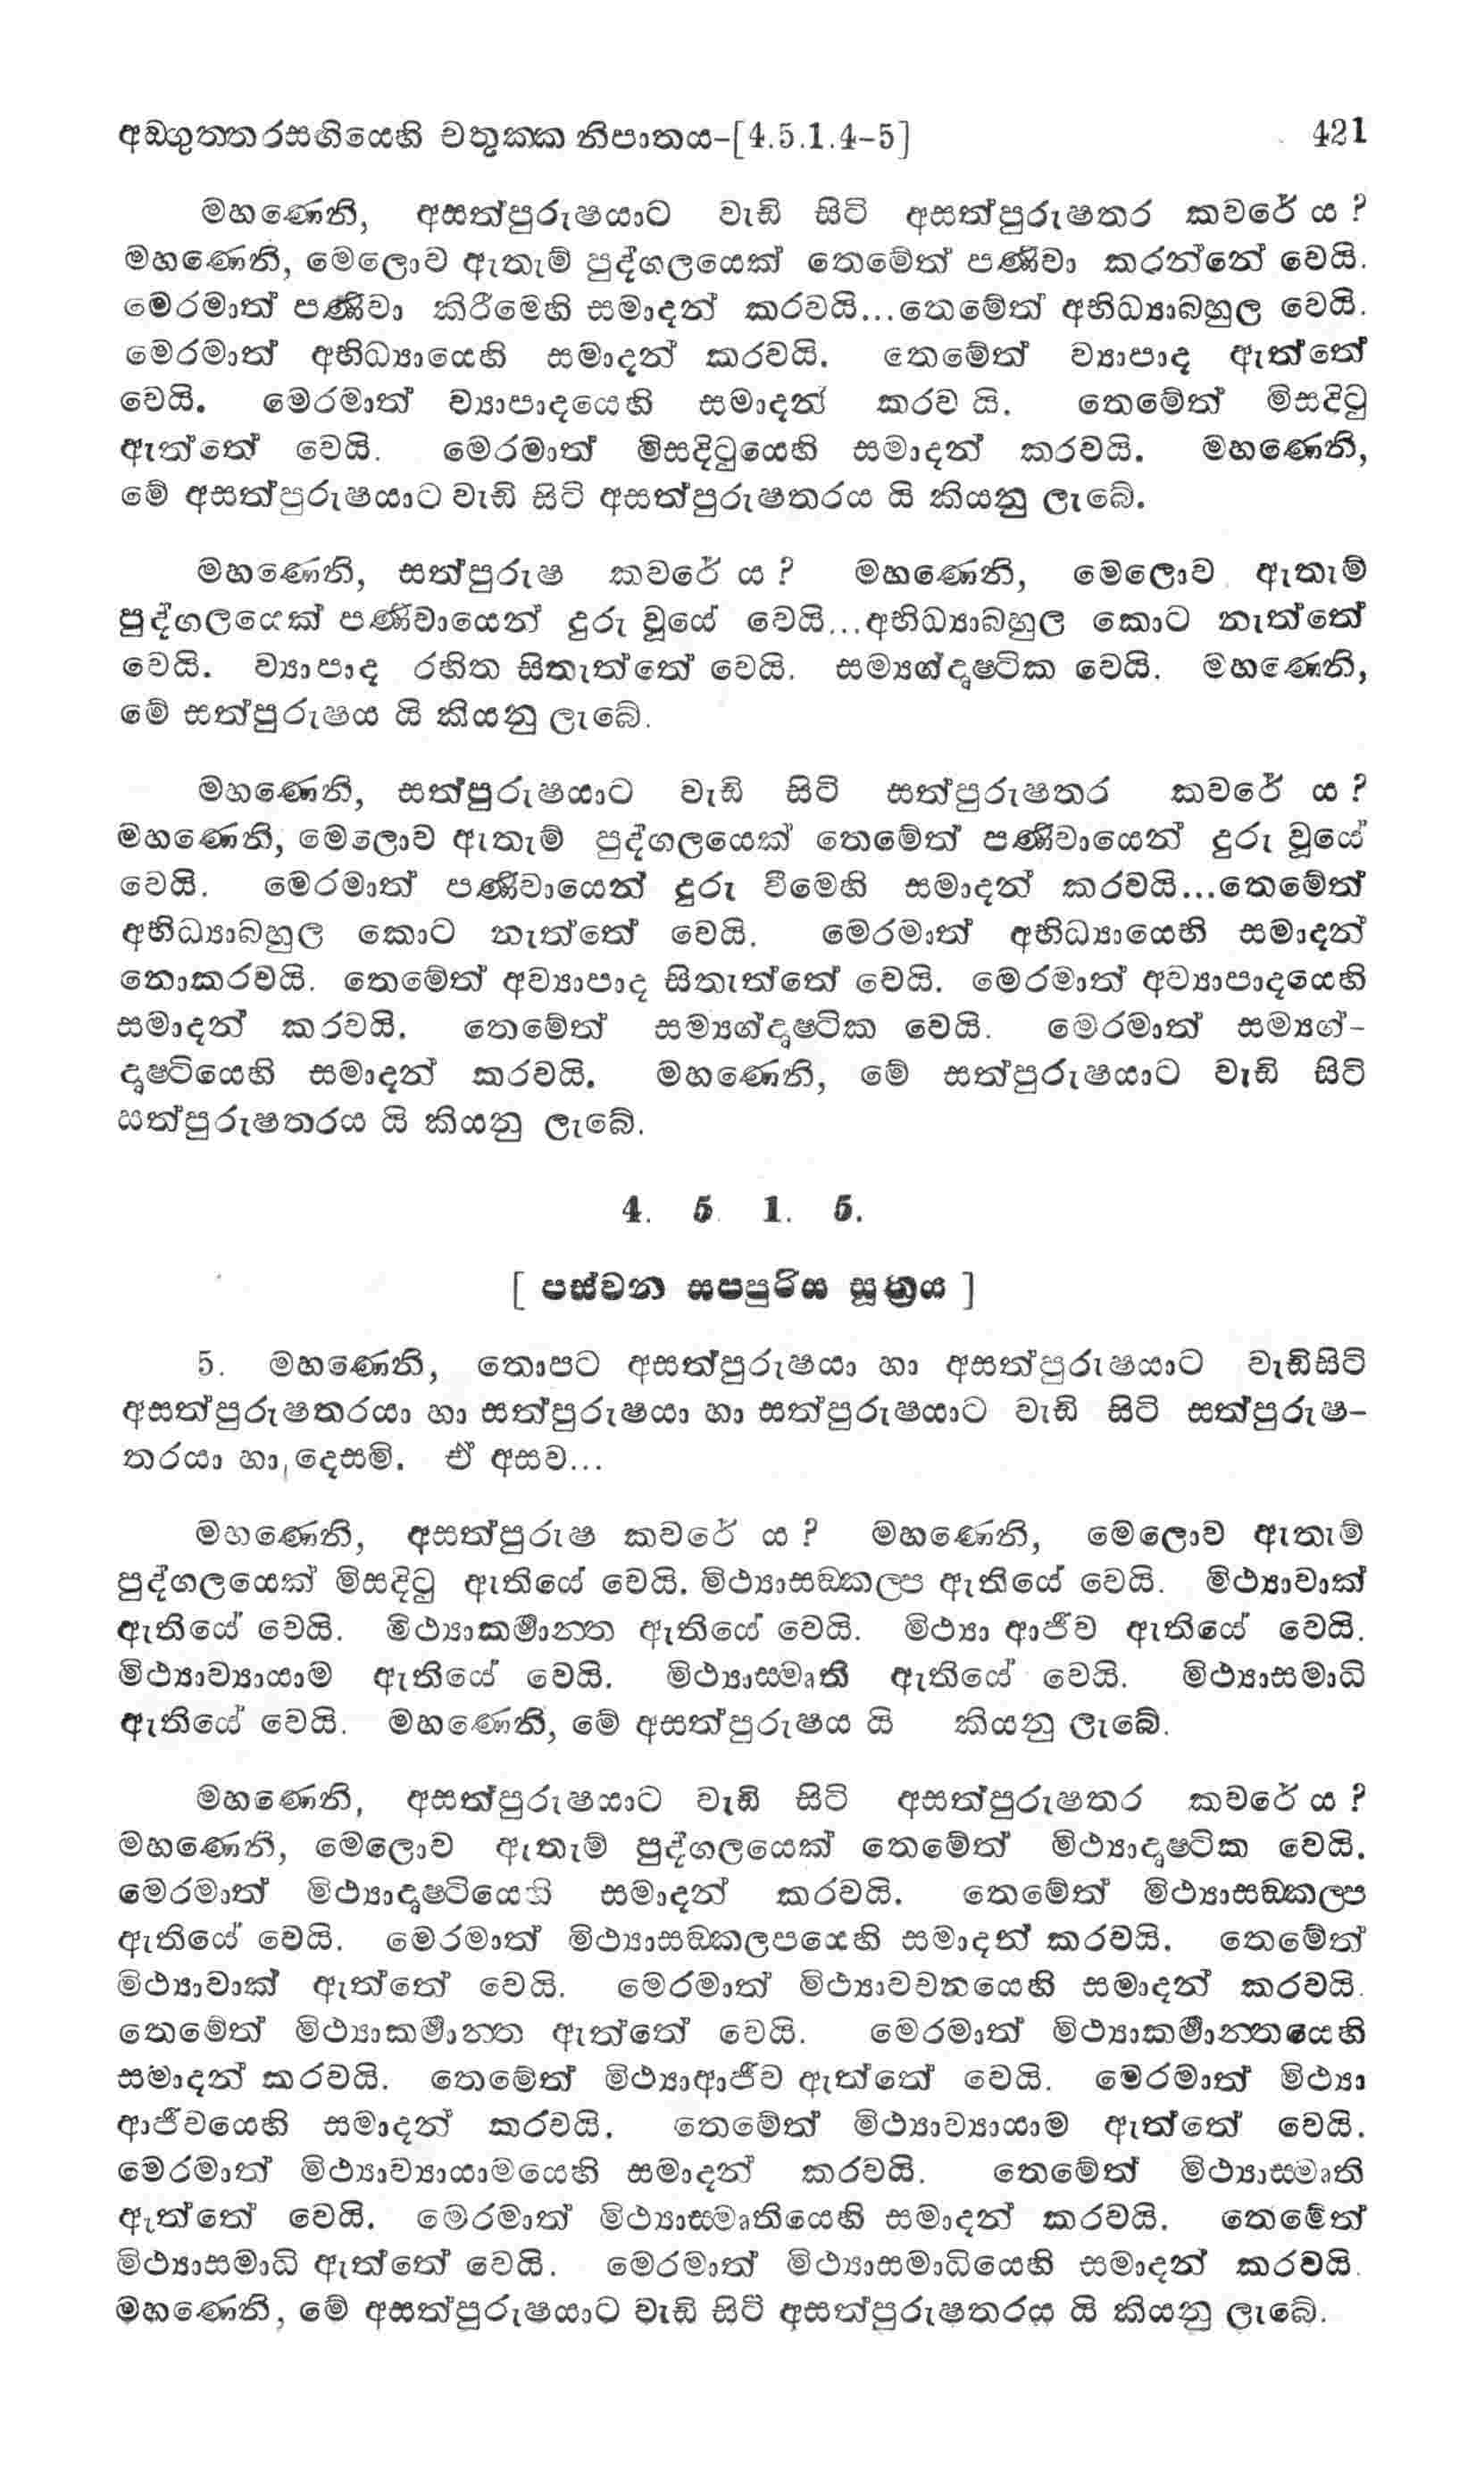 අඞගුත්තරසඟියෙහි චතුක්ක නිපාතය-[4.5.1.4-5] 421
මහණෙනි, අසත්පුරුෂයාට වැඩි සිටි අසත්පුරුෂතර කවරේ ය ?
මහණෙනි, මෙලොව ඇතැම් පුද්ගලයෙක් තෙමේත් පණිවා කරන්නේ වෙයි.
මෙරමාත් පණිවා කිරීමෙහි සමාදන් කරවයි...තෙමේත් අභිධ්‍යාබහුල වෙයි.
මෙරමාත් අභිධ්‍යායෙහි සමාදන් කරවයි. තෙමේත් ව්‍යාපාද ඇත්තේ
වෙයි. මෙරමාත් ව්‍යාපාදයෙහි සමාදන් කරවයි. තෙමේත් මිසදිටු
ඇත්තේ වෙයි. මෙරමාත් මිසදිටුයෙහි සමාදන් කරවයි. මහණෙනි,
මේ අසත්පුරුෂයාට වැඩි සිටි අසත්පුරුෂතරය යි කියනු ලැබේ.
මහණෙනි, සත්පුරුෂ කවරේ ය ? මහණෙනි, මෙලොව ඇතැම්
පුද්ගලයෙක් පණිවායෙන් දුරු වූයේ වෙයි...අභිධ්‍යාබහුල කොට නැත්තේ
වෙයි. ව්‍යාපාද රහිත සිතැත්තේ වෙයි. සම්‍යග්දෘෂ්ටික වෙයි. මහණෙනි,
මේ සත්පුරුෂය යි කියනු ලැබේ.
මහණෙනි, සත්පුරුෂයාට වැඩි සිටි සත්පුරුෂතර කවරේ ය ?
මහණෙනි, මෙලොව ඇතැම් පුද්ගලයෙක් තෙමේත් පණිවායෙන් දුරු වූයේ
වෙයි. මෙරමාත් පණිවායෙන් දුරු වීමෙහි සමාදන් කරවයි...තෙමේත්
අභිධ්‍යාබහුල කොට නැත්තේ වෙයි. මෙරමාත් අභිධ්‍යායෙහි සමාදන්
නොකරවයි. තෙමේත් අව්‍යාපාද සිතැත්තේ වෙයි. මෙරමාත් අව්‍යාපාදයෙහි
සමාදන් කරවයි. තෙමේත් සම්‍යග්දෘෂ්ටික වෙයි. මෙරමාත් සම්‍යග්-
දෘෂ්ටියෙහි සමාදන් කරවයි. මහණෙනි, මේ සත්පුරුෂයාට වැඩි සිටි
සත්පුරුෂතරය යි කියනු ලැබේ.
4. 5 1. 5.
[ පස්වන සප්පුරිස සූත්‍රය ]
5. මහණෙනි, තොපට අසත්පුරුෂයා හා අසත්පුරුෂයාට වැඩිසිටි
අසත්පුරුෂතරයා හා සත්පුරුෂයා හා සත්පුරුෂයාට වැඩි සිටි සත්පුරුෂ-
තරයා හා දෙසමි. ඒ අසව...
මහණෙනි, අසත්පුරුෂ කවරේ ය ? මහණෙනි, මෙලොව ඇතැම්
පුද්ගලයෙක් මිසදිටු ඇතියේ වෙයි. මිථ්‍යාසඞ්කල්ප ඇතියේ වෙයි. මිථ්‍යාවාක්
ඇතියේ වෙයි. මිථ්‍යාකර්‍මාන්ත ඇතියේ වෙයි. මිථ්‍යා ආජීව ඇතියේ වෙයි.
මිථ්‍යාව්‍යායාම ඇතියේ වෙයි. මිථ්‍යාස්මෘති ඇතියේ වෙයි. මිථ්‍යාසමාධි
ඇතියේ වෙයි. මහණෙනි, මේ අසත්පුරුෂය යි කියනු ලැබේ.
මහණෙනි, අසත්පුරුෂයාට වැඩි සිටි අසත්පුරුෂතර කවරේ ය ?
මහණෙනි, මෙලොව ඇතැම් පුද්ගලයෙක් තෙමේත් මිථ්‍යාදෘෂ්ටික වෙයි.
මෙරමාත් මිථ්‍යාදෘෂ්ටියෙහි සමාදන් කරවයි. තෙමේත් මිථ්‍යාසඞ්කල්ප
ඇතියේ වෙයි. මෙරමාත් මිථ්‍යාසඞ්කල්පයෙහි සමාදන් කරවයි. තෙමේත්
මිථ්‍යාවාක් ඇත්තේ වෙයි. මෙරමාත් මිථ්‍යාවචනයෙහි සමාදන් කරවයි.
තෙමේත් මිථ්‍යාකර්‍මාන්ත ඇත්තේ වෙයි. මෙරමාත් මිථ්‍යාකර්‍මාන්තයෙහි
සමාදන් කරවයි. තෙමේත් මිථ්‍යාආජීව ඇත්තේ වෙයි. මෙරමාත් මිථ්‍යා
ආජීවයෙහි සමාදන් කරවයි. තෙමේත් මිථ්‍යාව්‍යායාම ඇත්තේ වෙයි.
මෙරමාත් මිථ්‍යාව්‍යායාමයෙහි සමාදන් කරවයි. තෙමේත් මිථ්‍යාස්මෘති
ඇත්තේ වෙයි. මෙරමාත් මිථ්‍යාස්මෘතියෙහි සමාදන් කරවයි. තෙමේත්
මිථ්‍යාසමාධි ඇත්තේ වෙයි. මෙරමාත් මිථ්‍යාසමාධියෙහි සමාදන් කරවයි.
මහණෙනි, මේ අසත්පුරුෂයාට වැඩි සිටි අසත්පුරුෂතරය යි කියනු ලැබේ.